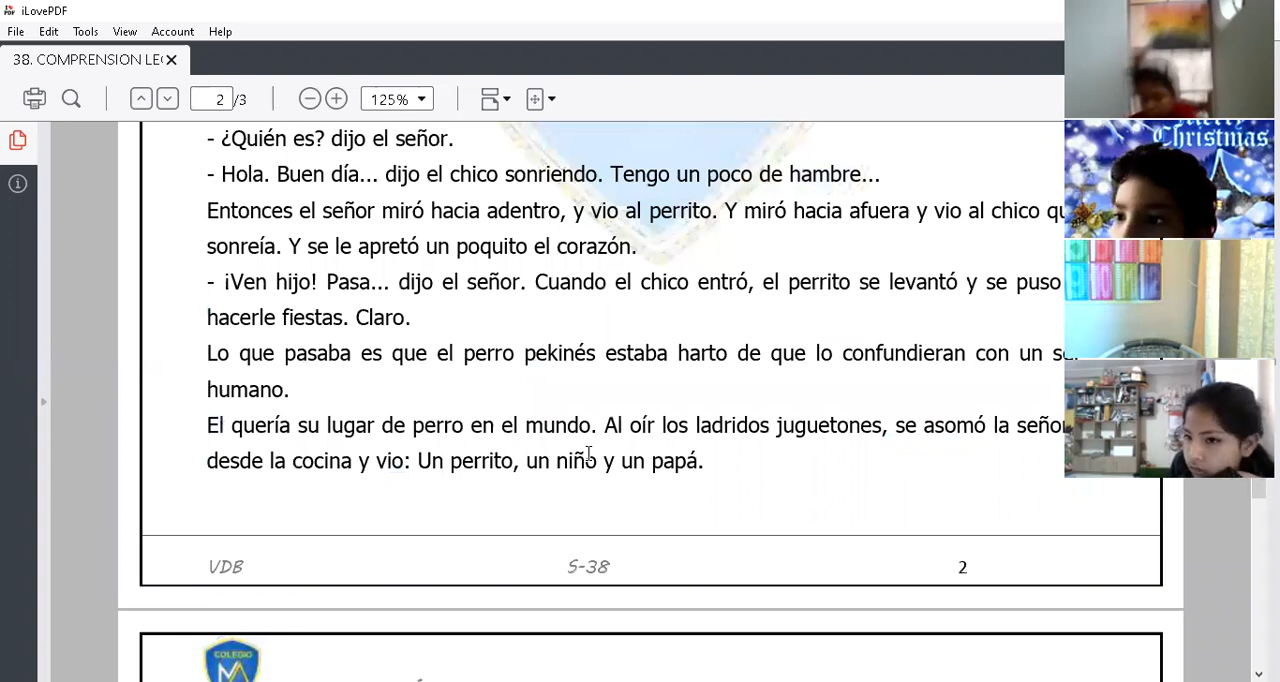 iLovePDF
File Edit Tools View Account Help
38. COMPRENSION LE
2 /3 125%
- ¿Quién es? dijo el señor.
- Hola. Buen día... dijo el chico sonriendo. Tengo un poco de hambre...
Entonces el señor miró hacia adentro, y vio al perrito. Y miró hacia afuera y vio al chico qu
sonreía. Y se le apretó un poquito el corazón.
- ¡Ven hijo! Pasa... dijo el señor. Cuando el chico entró, el perrito se levantó y se puso
hacerle fiestas. Claro.
Lo que pasaba es que el perro pekinés estaba harto de que lo confundieran con un se
humano.
El quería su lugar de perro en el mundo. Al oír los ladridos juguetones, se asomó la seño
desde la cocina y vio: Un perrito, un niño y un papá.
VDB S-38 2
COLEGIO
Merry
Christmas